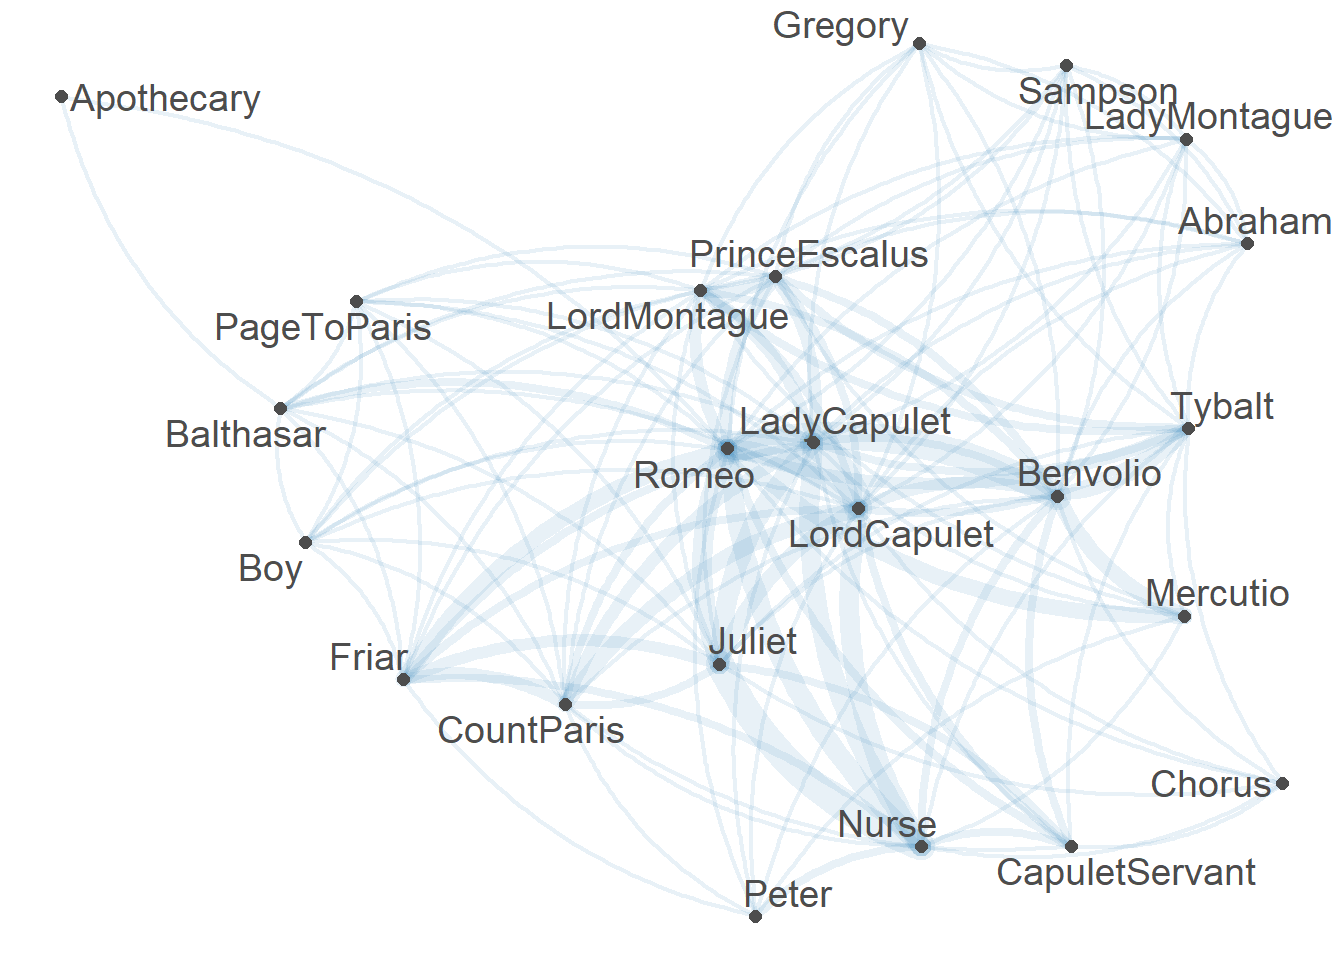 Gregory
Sampson
Apothecary
LadyMontague
Abraham
PrinceEscalus
LordMontague
PageToParis
Tybalt
LadyCapulet
Balthasar
Romeo
Benvolio
LordCapulet
Boy
Mercutio
Juliet
Friar
CountParis
Chorus
Nurse
CapuletServant
Peter